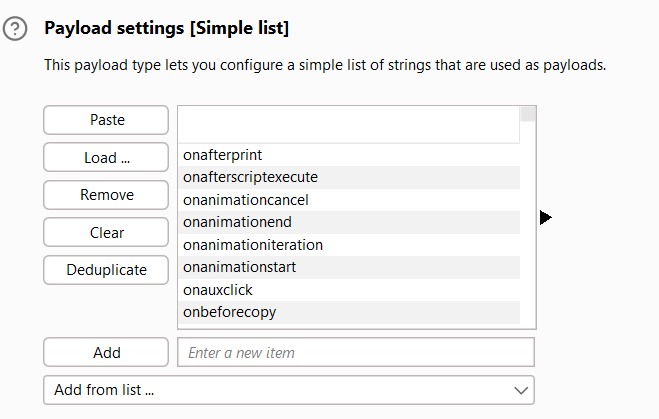 Payload settings [Simple list]
This payload type lets you configure a simple list of strings that are used as payloads.
Paste
Load ...
Remove
Clear
Deduplicate
onafterprint
onafterscriptexecute
onanimationcancel
onanimationend
onanimationiteration
onanimationstart
onauxclick
onbeforecopy
Add
Enter a new item
Add from list ...